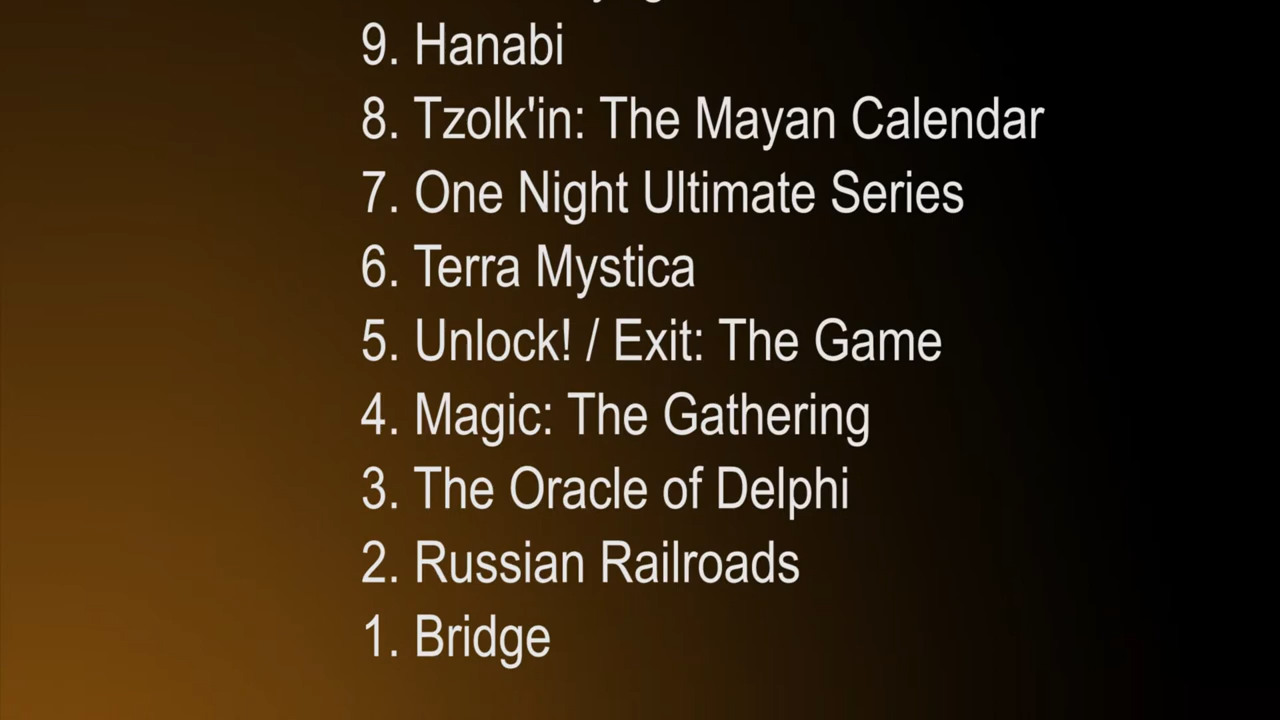 9. Hanabi
8. Tzolk'in: The Mayan Calendar
7. One Night Ultimate Series
6. Terra Mystica
5. Unlock! / Exit: The Game
4. Magic: The Gathering
3. The Oracle of Delphi
2. Russian Railroads
1. Bridge